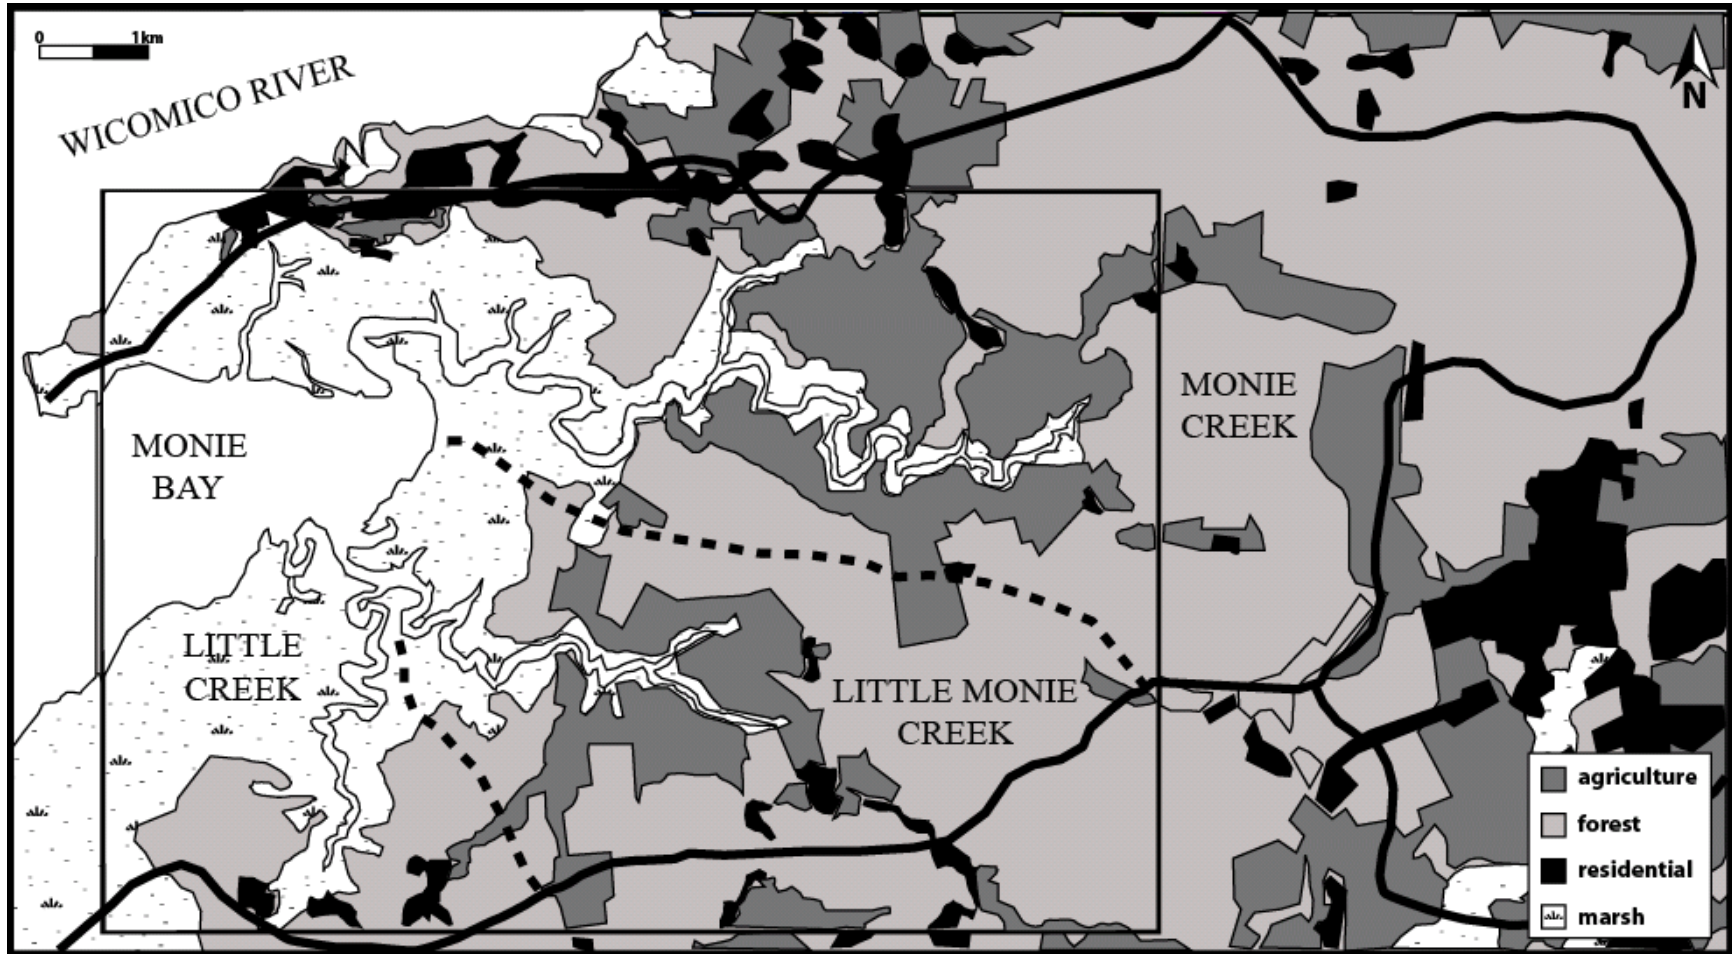 0 1km
WICOMICO RIVER
N
MONIE
BAY
MONIE
CREEK
LITTLE
CREEK
LITTLE MONIE
CREEK
agriculture
forest
residential
marsh